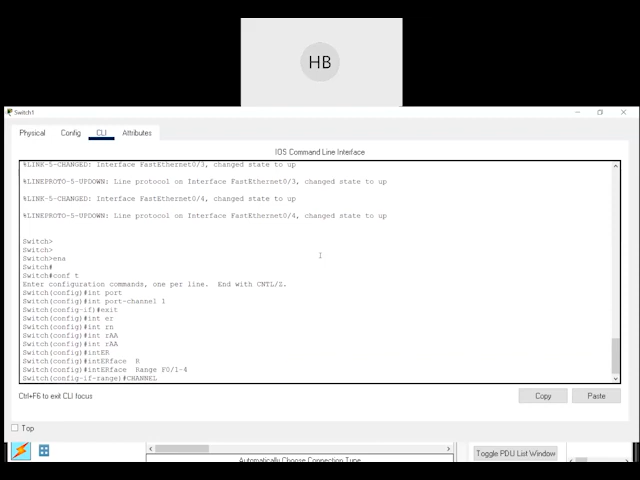 HB
Switch1
Physical Config CLI Attributes
IOS Command Line Interface
%LINK-5-CHANGED: Interface FastEthernet0/3, changed state to up
%LINEPROTO-5-UPDOWN: Line protocol on Interface FastEthernet0/3, changed state to up
%LINK-5-CHANGED: Interface FastEthernet0/4, changed state to up
%LINEPROTO-5-UPDOWN: Line protocol on Interface FastEthernet0/4, changed state to up
Switch>
Switch>
Switch>ena
Switch#
Switch#conf t
Enter configuration commands, one per line. End with CNTL/Z.
Switch(config)#int port
Switch(config)#int port-channel 1
Switch(config-if)#exit
Switch(config)#int er
Switch(config)#int rn
Switch(config)#int rAA
Switch(config)#int rAA
Switch(config)#intER
Switch(config)#intERface R
Switch(config)#intERface Range F0/1-4
Switch(config-if-range)#CHANNEL
Ctrl+F6 to exit CLI focus
Copy Paste
Top
Automatically Choose Connection Type
Toggle PDU List Window